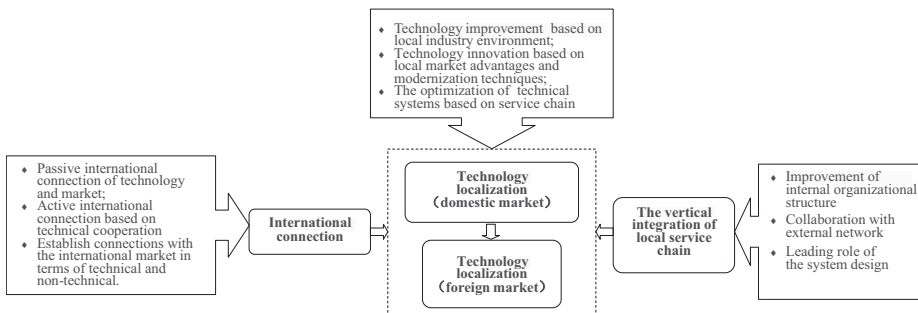 ♦ Technology improvement based on
local industry environment;
♦ Technology innovation based on
local market advantages and
modernization techniques;
♦ The optimization of technical
systems based on service chain
♦ Passive international
connection of technology
and market;
♦ Active international
connection based on
technical cooperation
♦ Establish connections with
the international market in
terms of technical and
non-technical.
International
connection
Technology
localization
(domestic market)
Technology
localization
(foreign market)
The vertical
integration of
local service
chain
♦ Improvement of
internal organizational
structure
♦ Collaboration with
external network
♦ Leading role of
the system design